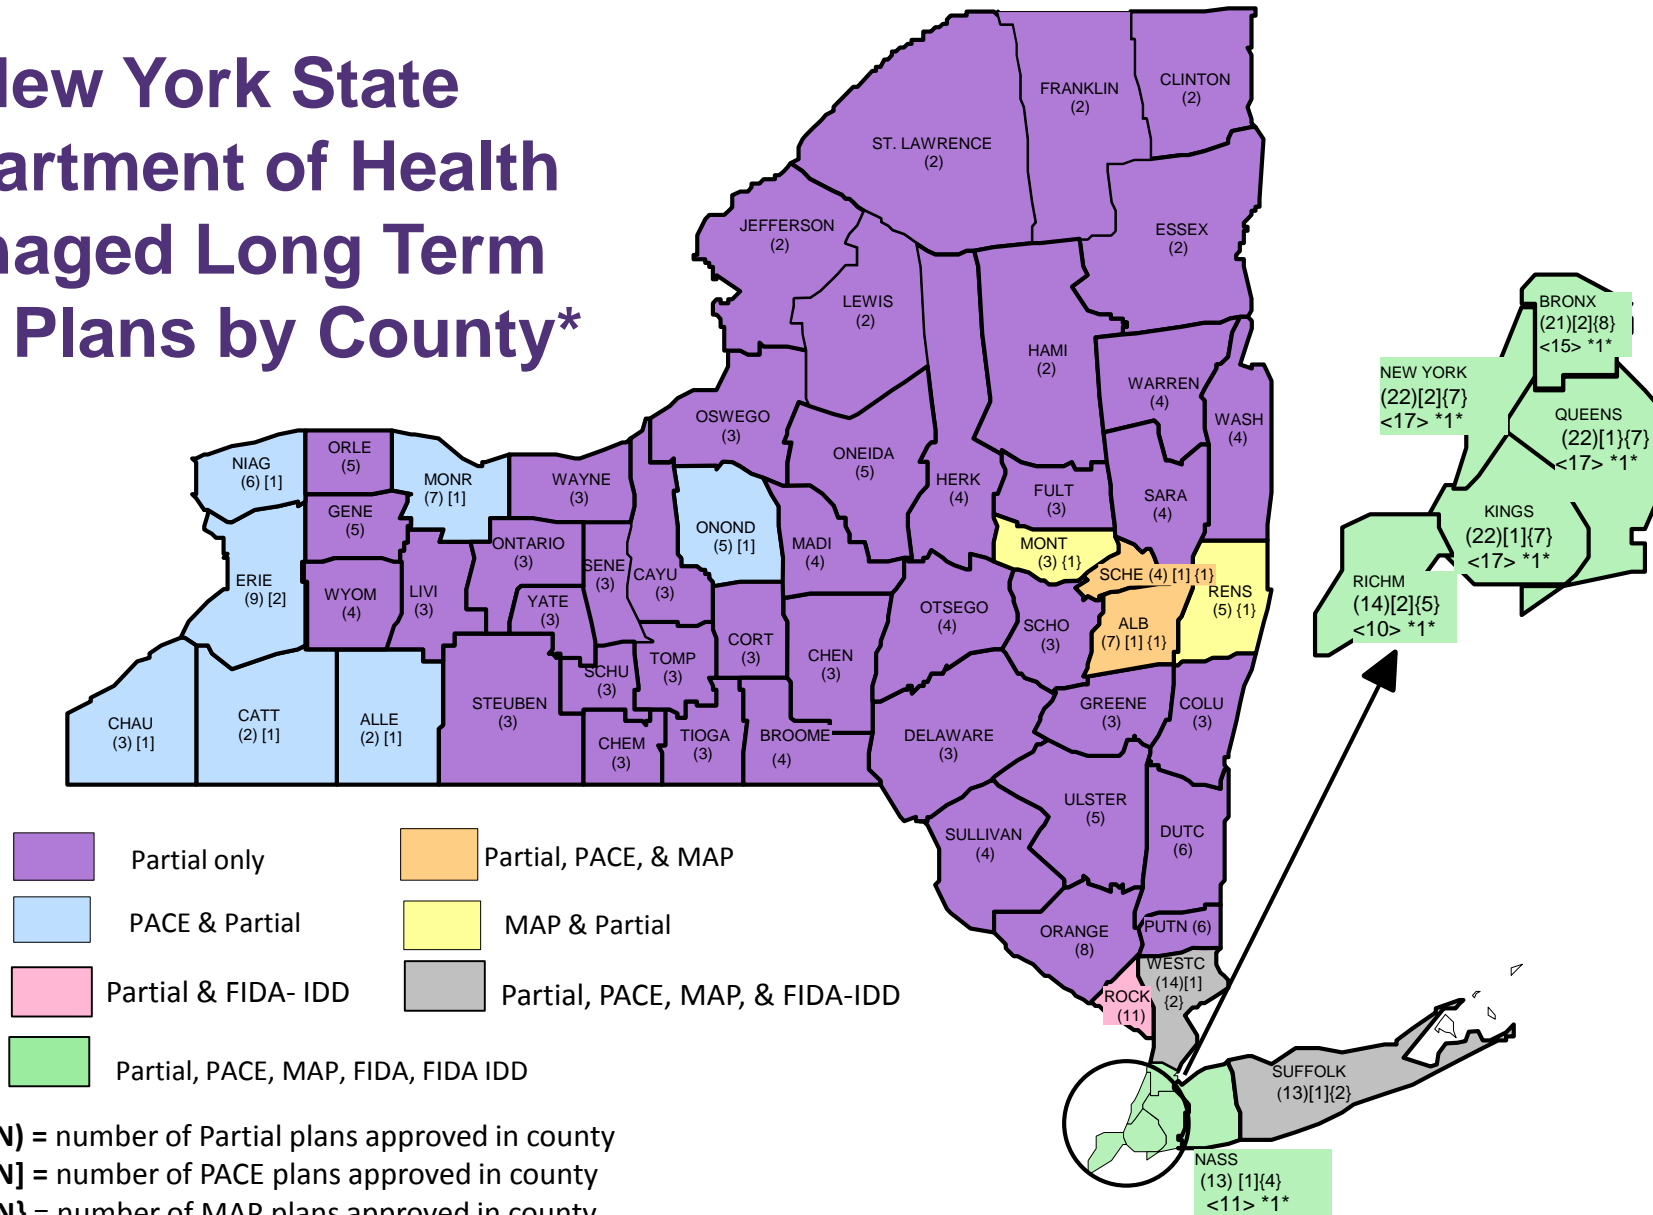 New York State
artment of Health
naged Long Term
Plans by County*
CLINTON
(2)
FRANKLIN
(2)
ST. LAWRENCE
(2)
JEFFERSON
(2)
ESSEX
(2)
LEWIS
(2)
HAMI
(2)
WARREN
(4)
WASH
(4)
OSWEGO
(3)
ONEIDA
(5)
HERK
(4)
FULT
(3)
SARA
(4)
BRONX
(21)[2]{8}
<15> *1*
NEW YORK
(22)[2]{7}
<17> *1*
QUEENS
(22)[1]{7}
<17> *1*
KINGS
(22)[1]{7}
<17> *1*
RICHM
(14)[2]{5}
<10> *1*
NIAG
(6) [1]
ORLE
(5)
MONR
(7) [1]
WAYNE
(3)
GENE
(5)
ONTARIO
(3)
SENE
(3)
CAYU
(3)
ONOND
(5) [1]
MADI
(4)
MONT
(3) {1}
SCHE (4) [1] {1}
RENS
(5) {1}
ERIE
(9) [2]
WYOM
(4)
LIVI
(3)
YATE
(3)
CORT
(3)
CHEN
(3)
OTSEGO
(4)
SCHO
(3)
ALB
(7) [1] {1}
SCHU
(3)
TOMP
(3)
CHAU
(3) [1]
CATT
(2) [1]
ALLE
(2) [1]
STEUBEN
(3)
CHEM
(3)
TIOGA
(3)
BROOME
(4)
DELAWARE
(3)
GREENE
(3)
COLU
(3)
ULSTER
(5)
SULLIVAN
(4)
DUTC
(6)
ORANGE
(8)
PUTN (6)
WESTC
(14)[1]
{2}
ROCK
(11)
SUFFOLK
(13)[1]{2}
NASS
(13) [1]{4}
<11> *1*
Partial only
Partial, PACE, & MAP
PACE & Partial
MAP & Partial
Partial & FIDA- IDD
Partial, PACE, MAP, & FIDA-IDD
Partial, PACE, MAP, FIDA, FIDA IDD
N) = number of Partial plans approved in county
N] = number of PACE plans approved in county
N} = number of MAP plans approved in county